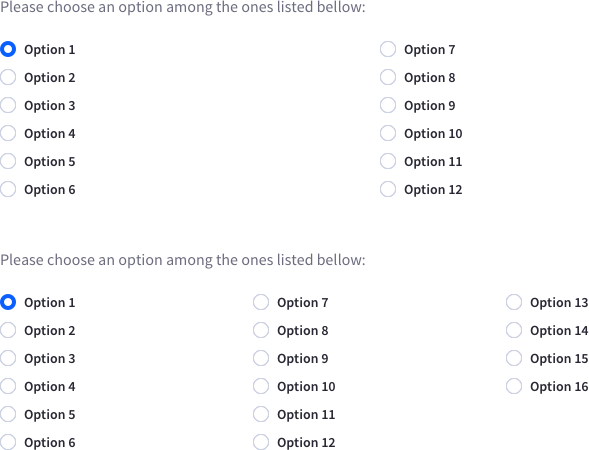 Please choose an option among the ones listed bellow:
Option 1
Option 2
Option 3
Option 4
Option 5
Option 6
Option 7
Option 8
Option 9
Option 10
Option 11
Option 12
Please choose an option among the ones listed bellow:
Option 1
Option 2
Option 3
Option 4
Option 5
Option 6
Option 7
Option 8
Option 9
Option 10
Option 11
Option 12
Option 13
Option 14
Option 15
Option 16